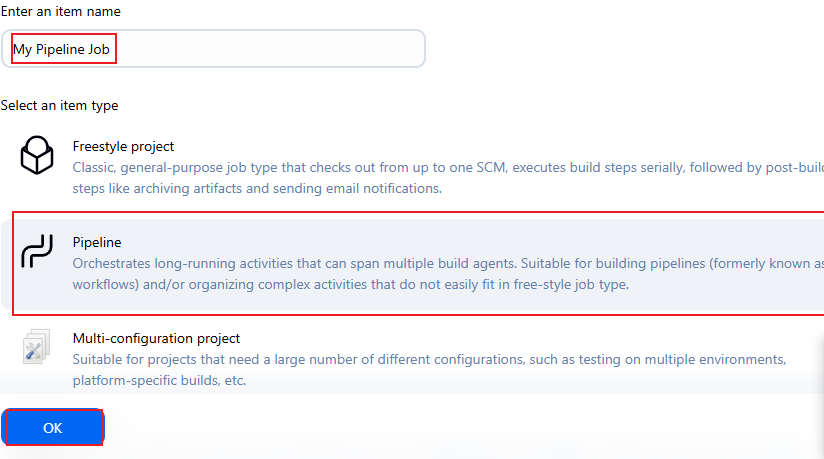 Enter an item name
My Pipeline Job
Select an item type
Freestyle project
Classic, general-purpose job type that checks out from up to one SCM, executes build steps serially, followed by post-build
steps like archiving artifacts and sending email notifications.
Pipeline
Orchestrates long-running activities that can span multiple build agents. Suitable for building pipelines (formerly known as
workflows) and/or organizing complex activities that do not easily fit in free-style job type.
Multi-configuration project
Suitable for projects that need a large number of different configurations, such as testing on multiple environments,
platform-specific builds, etc.
OK